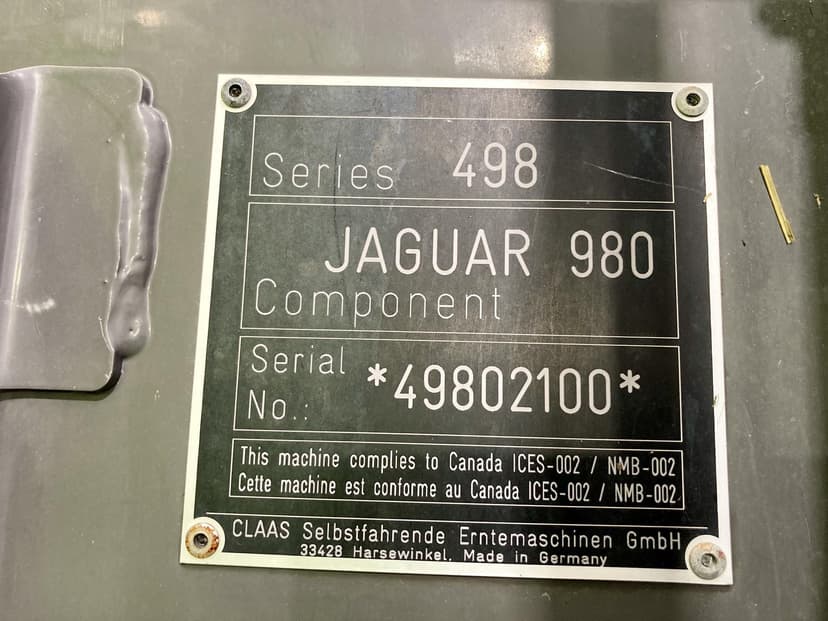 Series 498
JAGUAR 980
Component
Serial
No.: *49802100*
This machine complies to Canada ICES-002 / NMB-002
Cette machine est conforme au Canada ICES-002 / NMB-002
CLAAS Selbstfahrende Erntemaschinen GmbH
33428 Harsewinkel, Made in Germany